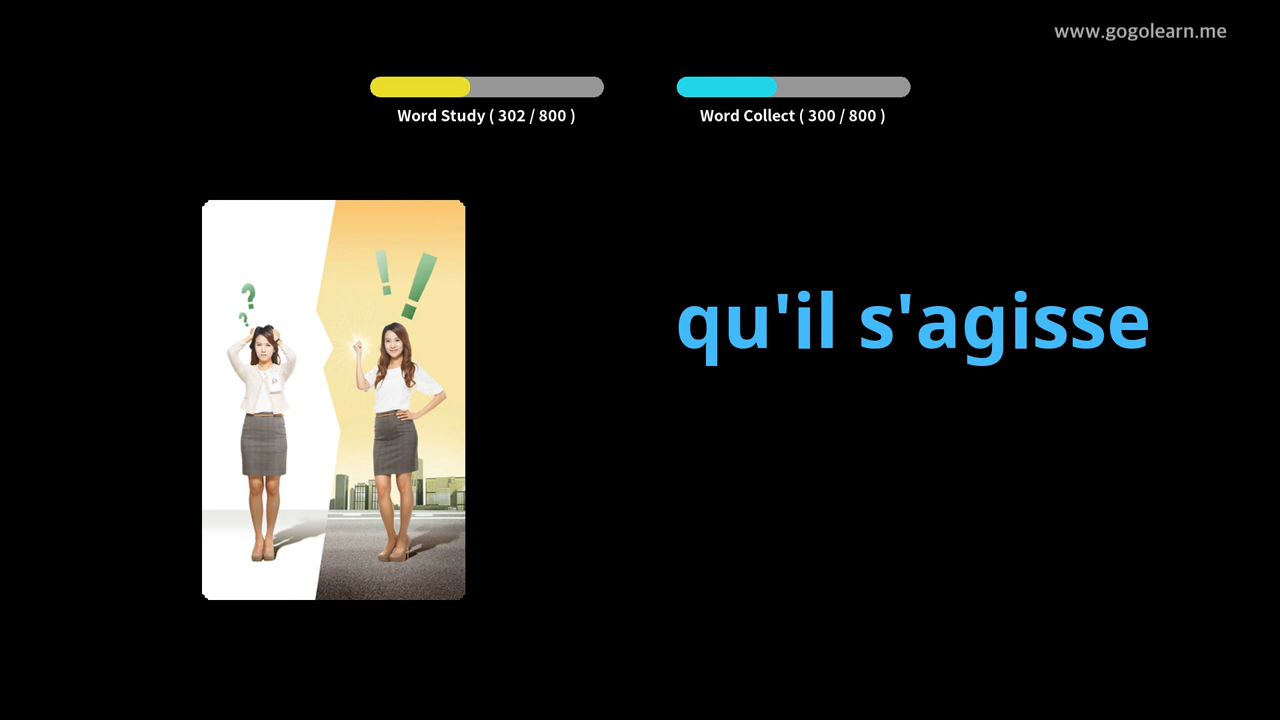 www.gogolearn.me
Word Study ( 302 / 800 )
Word Collect ( 300 / 800 )
? ? ! !
qu'il s'agisse